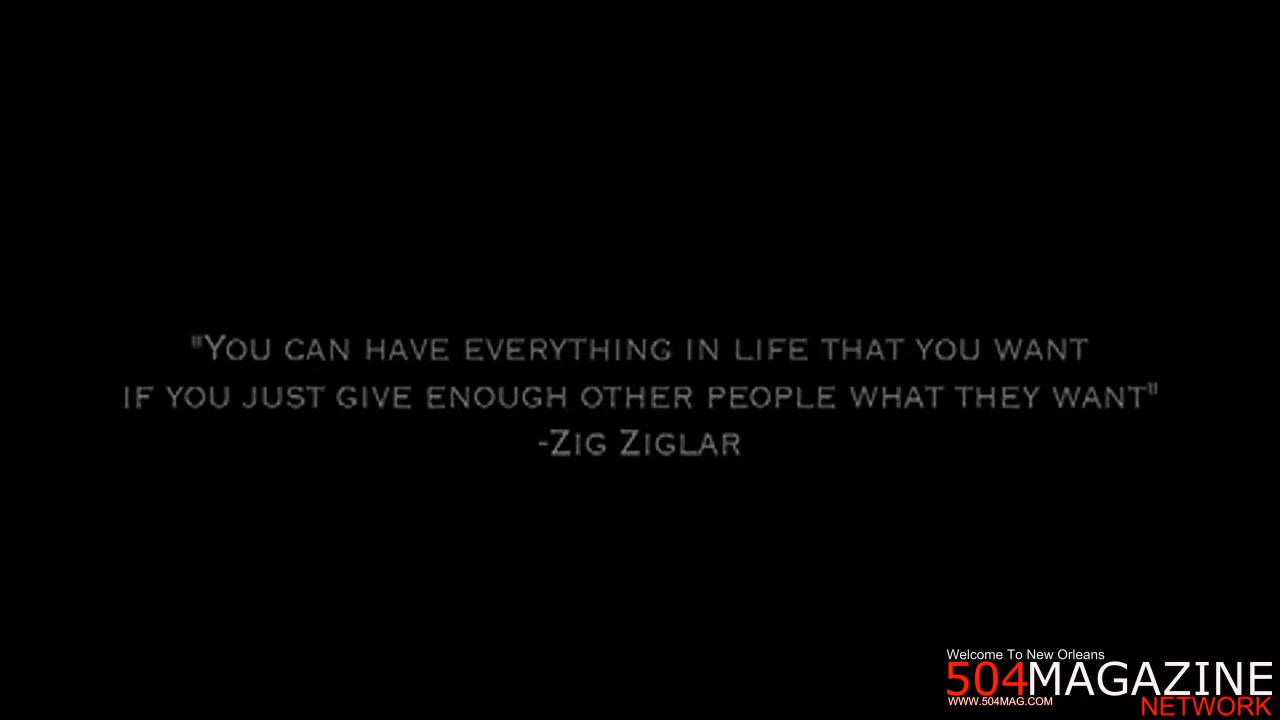 "You can have everything in life that you want
if you just give enough other people what they want"
-Zig Ziglar
Welcome To New Orleans
504MAGAZINE
WWW.504MAG.COM
NETWORK